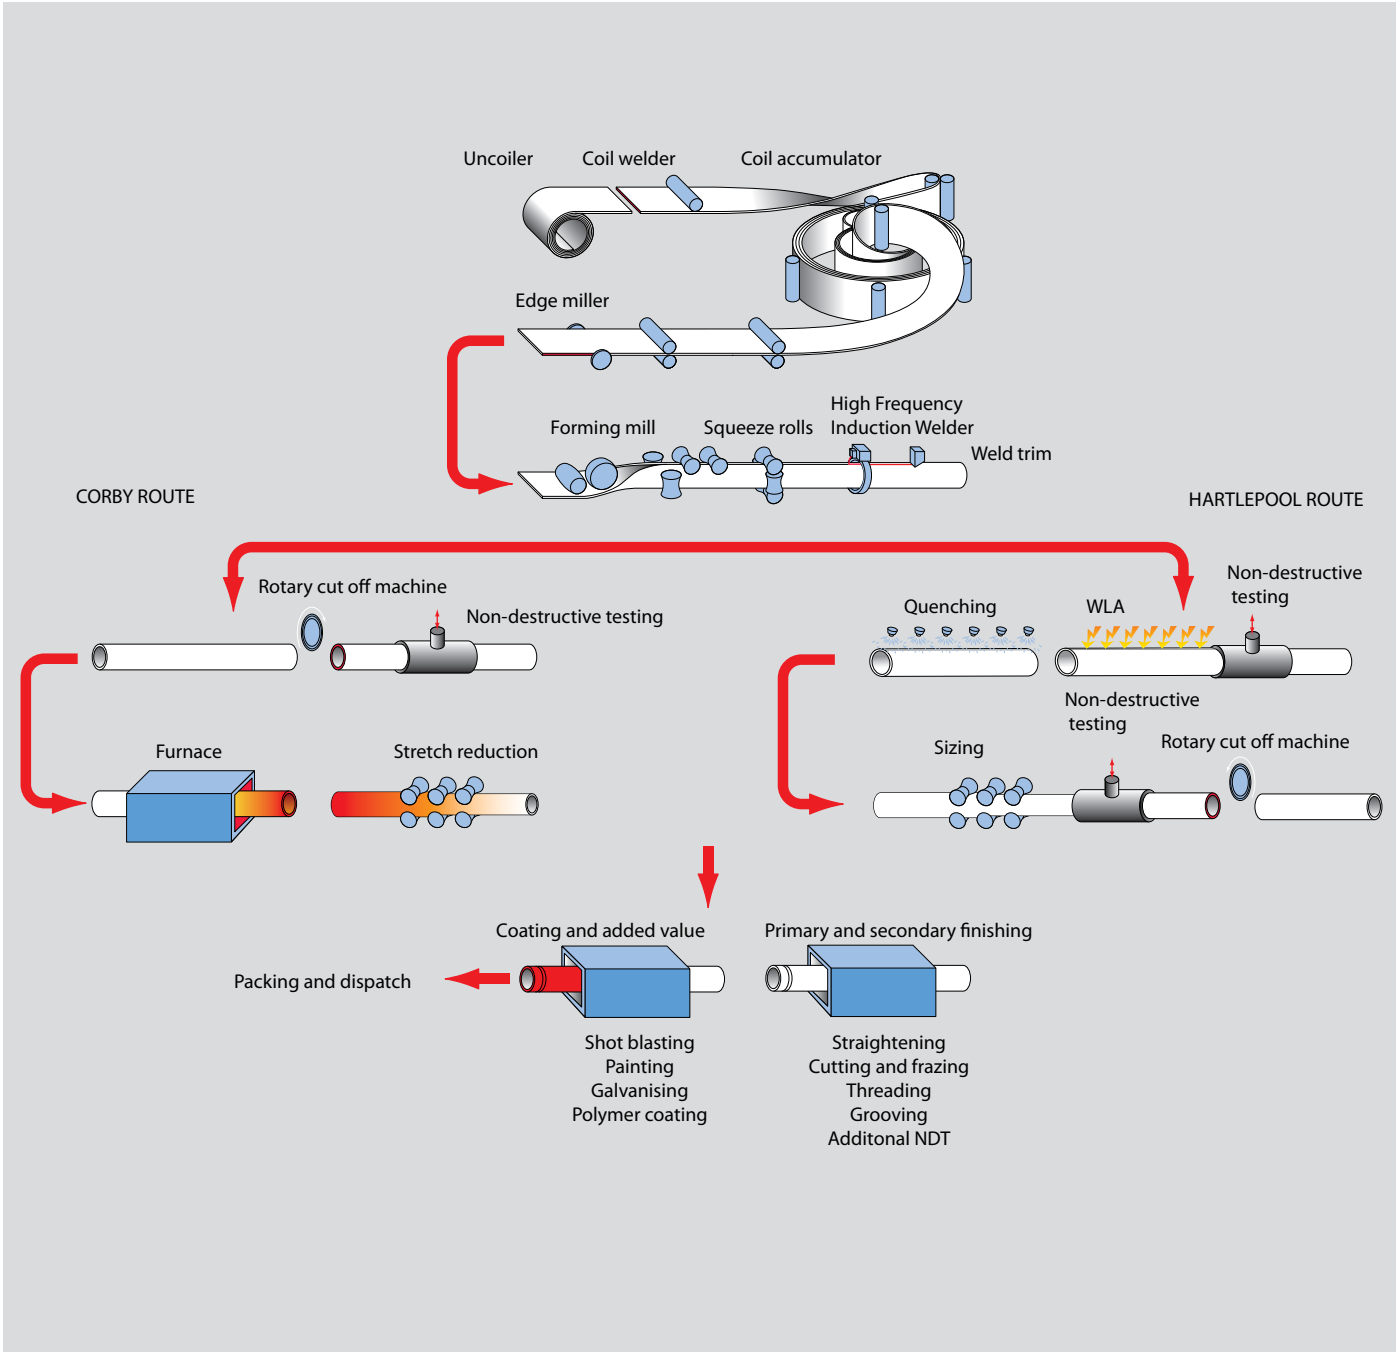 Uncoiler
Coil welder
Coil accumulator
Edge miller
Forming mill
Squeeze rolls
High Frequency
Induction Welder
Weld trim
CORBY ROUTE
HARTLEPOOL ROUTE
Rotary cut off machine
Non-destructive testing
Quenching
WLA
Non-destructive
testing
Furnace
Stretch reduction
Sizing
Non-destructive
testing
Rotary cut off machine
Coating and added value
Primary and secondary finishing
Packing and dispatch
Shot blasting
Painting
Galvanising
Polymer coating
Straightening
Cutting and frazing
Threading
Grooving
Additonal NDT